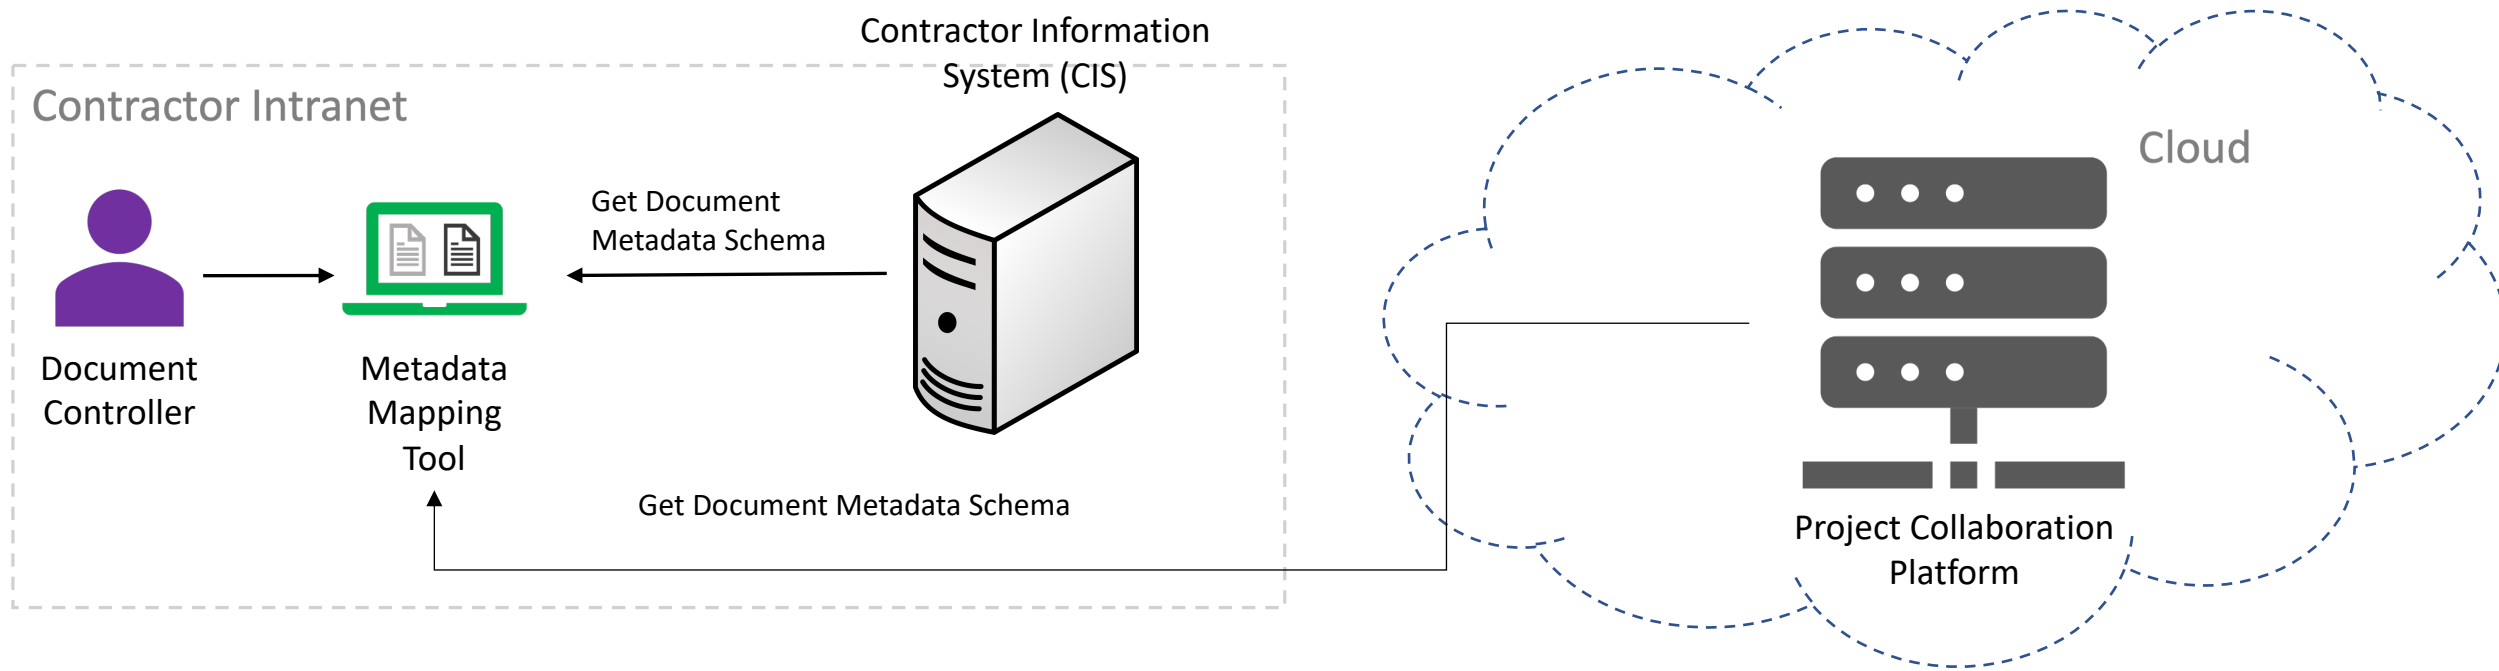 Contractor Information
System (CIS)
Contractor Intranet
Cloud
Get Document
Metadata Schema
Document
Controller
Metadata
Mapping
Tool
Get Document Metadata Schema
Project Collaboration
Platform